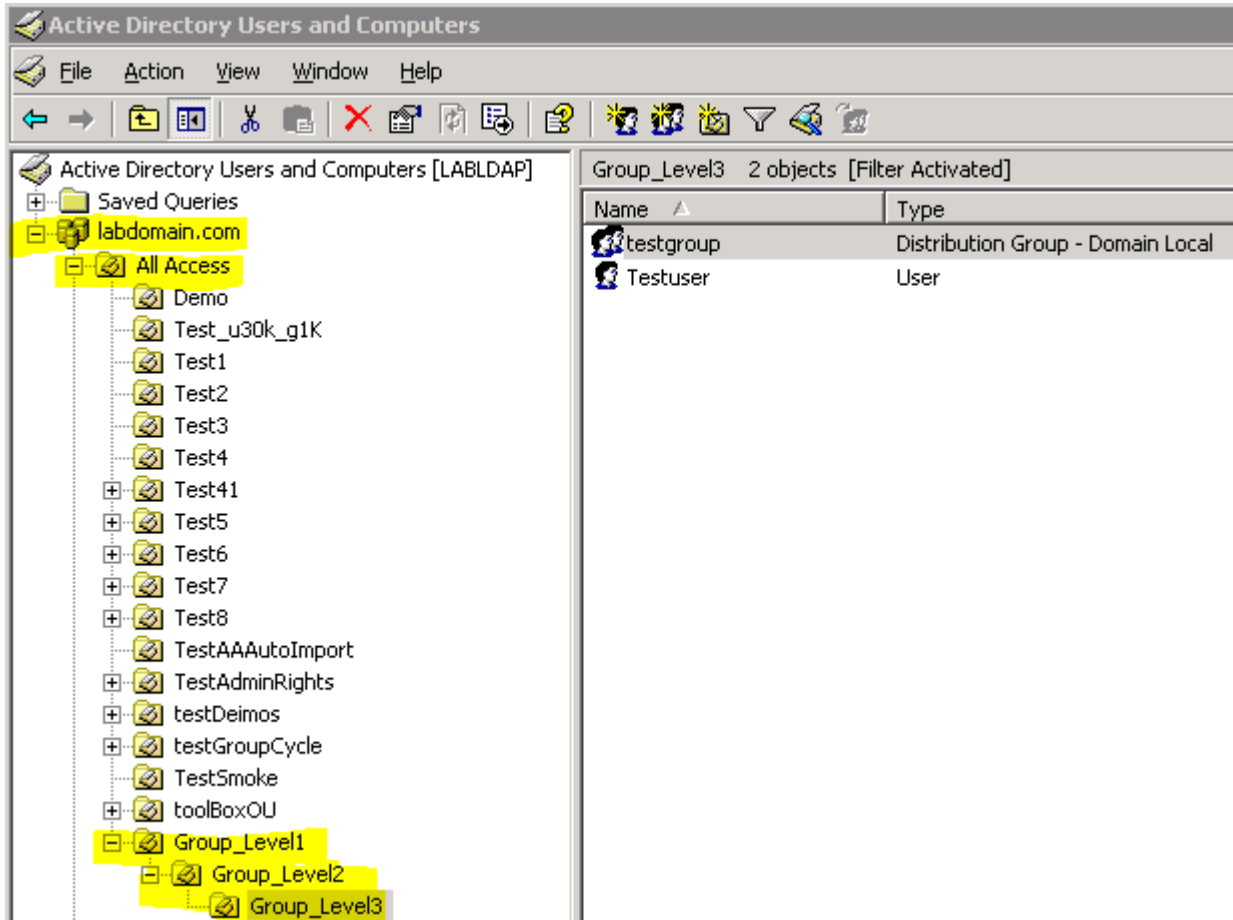 Active Directory Users and Computers
File Action View Window Help
Active Directory Users and Computers [LABLDAP]
Saved Queries
labdomain.com
All Access
Demo
Test_u30k_g1K
Test1
Test2
Test3
Test4
Test41
Test5
Test6
Test7
Test8
TestAAAutoImport
TestAdminRights
testDeimos
testGroupCycle
TestSmoke
toolBoxOU
Group_Level1
Group_Level2
Group_Level3
Group_Level3 2 objects [Filter Activated]
Name Type
testgroup Distribution Group - Domain Local
Testuser User